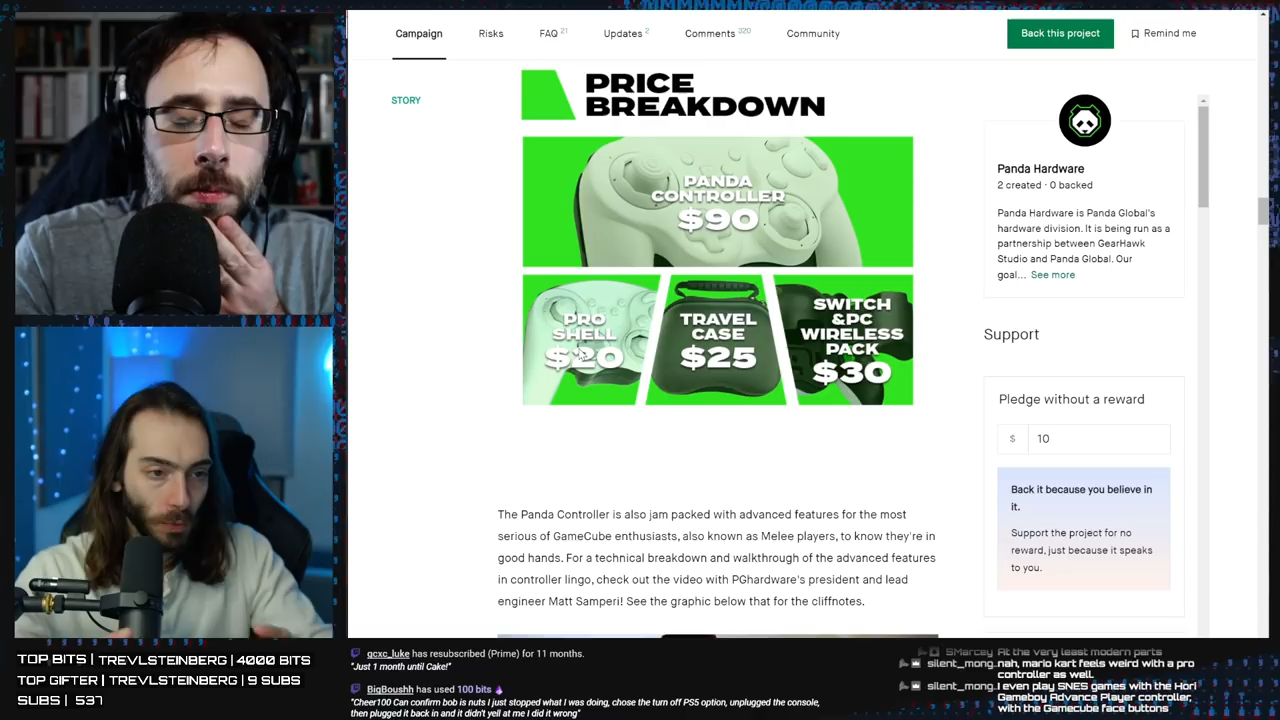 Campaign
Risks
FAQ 21
Updates 2
Comments 320
Community
Back this project
Remind me
STORY
PRICE
BREAKDOWN
PANDA
CONTROLLER
$90
PRO
SHELL
$20
TRAVEL
CASE
$25
SWITCH
&PC
WIRELESS
PACK
$30
Panda Hardware
2 created · 0 backed
Panda Hardware is Panda Global's
hardware division. It is being run as a
partnership between GearHawk
Studio and Panda Global. Our
goal... See more
Support
Pledge without a reward
$ 10
Back it because you believe in
it.
Support the project for no
reward, just because it speaks
to you.
The Panda Controller is also jam packed with advanced features for the most
serious of GameCube enthusiasts, also known as Melee players, to know they're in
good hands. For a technical breakdown and walkthrough of the advanced features
in controller lingo, check out the video with PGhardware's president and lead
engineer Matt Samperi! See the graphic below that for the cliffnotes.
TOP BITS | TREVLSTEINBERG | 4000 BITS
TOP GIFTER | TREVLSTEINBERG | 9 SUBS
SUBS | 537
gcxc_luke has resubscribed (Prime) for 11 months.
"Just 1 month until Cake!"
BigBoushh has used 100 bits
"Cheer100 Can confirm bob is nuts I just stopped what I was doing, chose the turn off PS5 option, unplugged the console,
then plugged it back in and it didn't yell at me I did it wrong"
SMarcey At the very least modern parts
silent_mong.. nah, mario kart feels weird with a pro
controller as well.
silent_mong.. I even play SNES games with the Hori
Gameboy Advance Player controller,
with the Gamecube face buttons